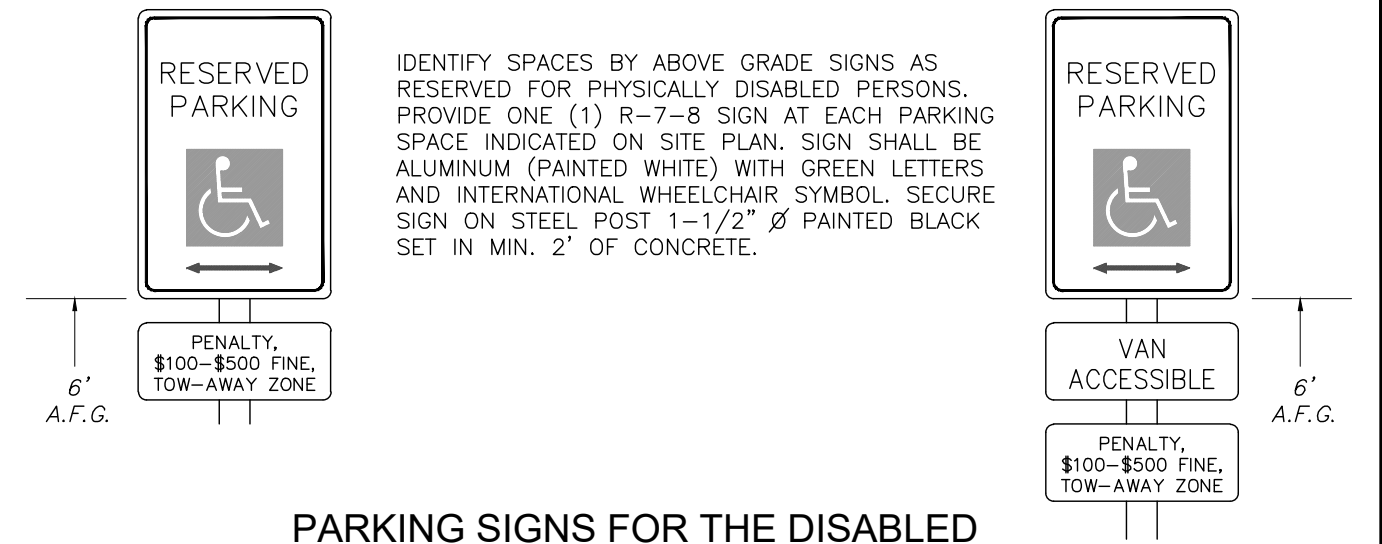 RESERVED
PARKING
PENALTY,
$100-$500 FINE,
TOW-AWAY ZONE
6'
A.F.G.
IDENTIFY SPACES BY ABOVE GRADE SIGNS AS
RESERVED FOR PHYSICALLY DISABLED PERSONS.
PROVIDE ONE (1) R-7-8 SIGN AT EACH PARKING
SPACE INDICATED ON SITE PLAN. SIGN SHALL BE
ALUMINUM (PAINTED WHITE) WITH GREEN LETTERS
AND INTERNATIONAL WHEELCHAIR SYMBOL. SECURE
SIGN ON STEEL POST 1-1/2" Ø PAINTED BLACK
SET IN MIN. 2' OF CONCRETE.
RESERVED
PARKING
VAN
ACCESSIBLE
PENALTY,
$100-$500 FINE,
TOW-AWAY ZONE
6'
A.F.G.
PARKING SIGNS FOR THE DISABLED